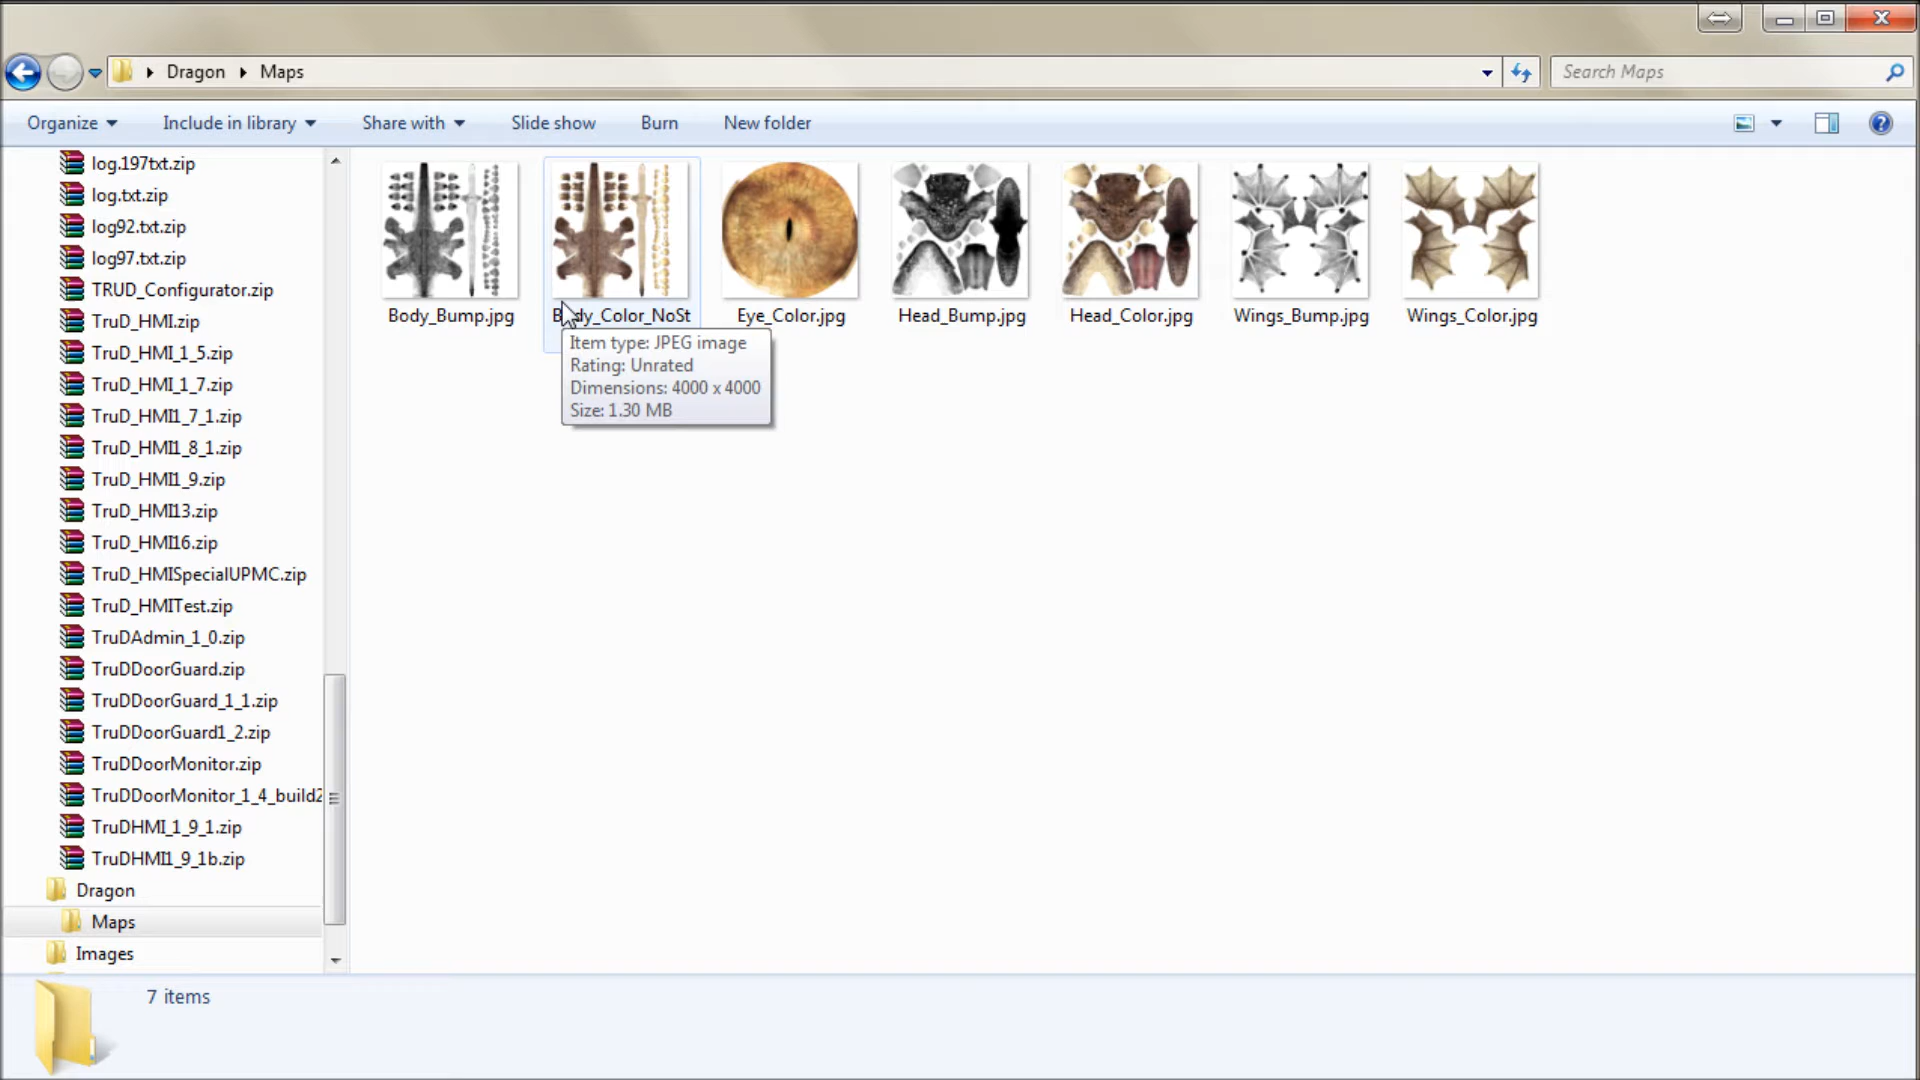 Dragon
Maps
Search Maps
Organize
Include in library
Share with
Slide show
Burn
New folder
log.197txt.zip
log.txt.zip
log92.txt.zip
log97.txt.zip
TRUD_Configurator.zip
TruD_HMI.zip
TruD_HMI_1_5.zip
TruD_HMI_1_7.zip
TruD_HMI1_7_1.zip
TruD_HMI1_8_1.zip
TruD_HMI1_9.zip
TruD_HMI13.zip
TruD_HMI16.zip
TruD_HMISpecialUPMC.zip
TruD_HMITest.zip
TruDAdmin_1_0.zip
TruDDoorGuard.zip
TruDDoorGuard_1_1.zip
TruDDoorGuard1_2.zip
TruDDoorMonitor.zip
TruDDoorMonitor_1_4_build2
TruDHMI_1_9_1.zip
TruDHMI1_9_1b.zip
Dragon
Maps
Images
Body_Bump.jpg
Body_Color_NoSt
Eye_Color.jpg
Head_Bump.jpg
Head_Color.jpg
Wings_Bump.jpg
Wings_Color.jpg
Item type: JPEG image
Rating: Unrated
Dimensions: 4000 x 4000
Size: 1.30 MB
7 items